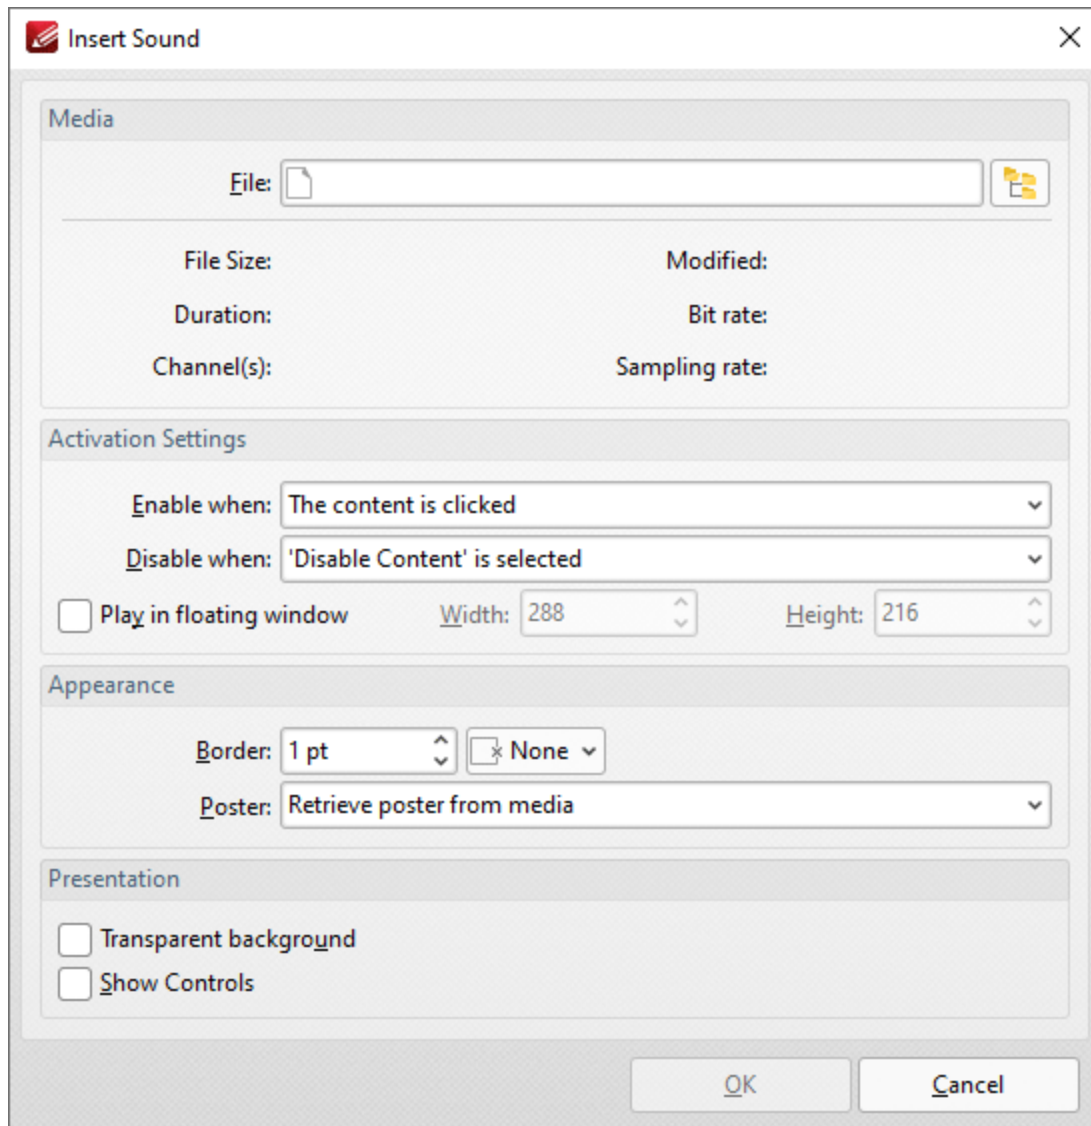 Insert Sound
Media
File:
File Size: Modified:
Duration: Bit rate:
Channel(s): Sampling rate:
Activation Settings
Enable when: The content is clicked
Disable when: 'Disable Content' is selected
Play in floating window Width: 288 Height: 216
Appearance
Border: 1 pt None
Poster: Retrieve poster from media
Presentation
Transparent background
Show Controls
OK Cancel